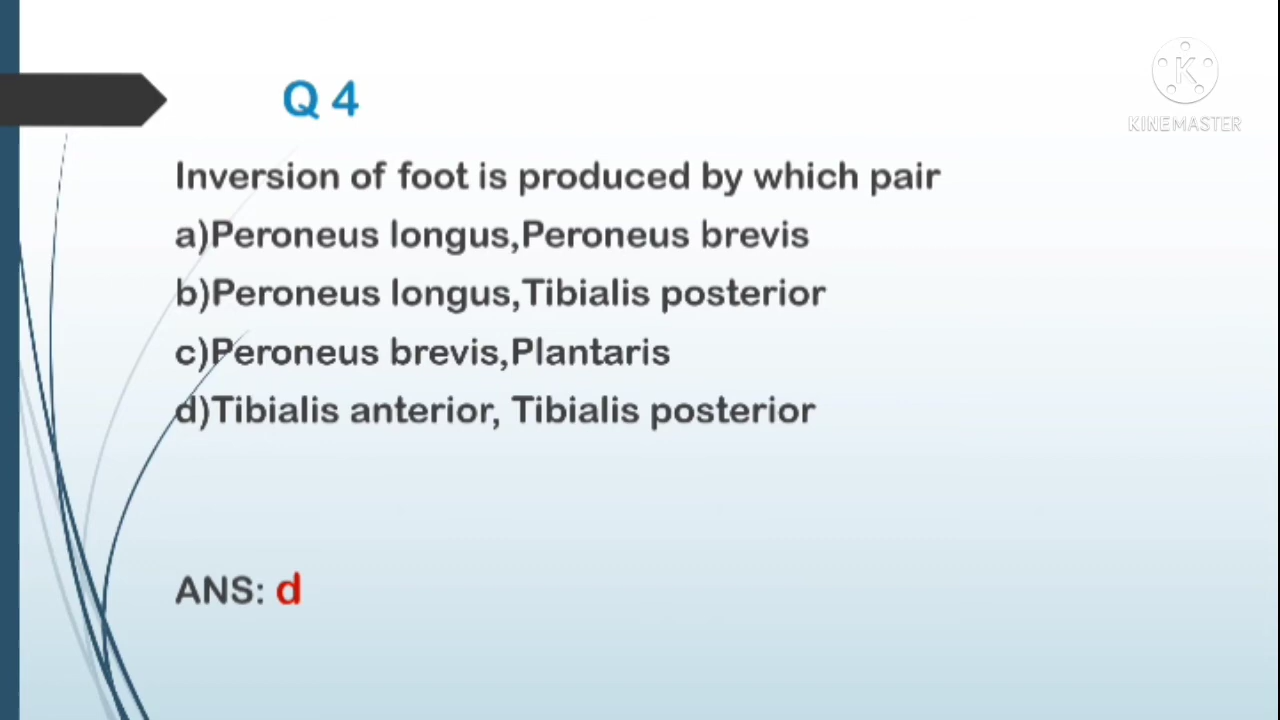 Q 4
KINEMASTER
Inversion of foot is produced by which pair
a)Peroneus longus,Peroneus brevis
b)Peroneus longus,Tibialis posterior
c)Peroneus brevis,Plantaris
d)Tibialis anterior, Tibialis posterior
ANS: d